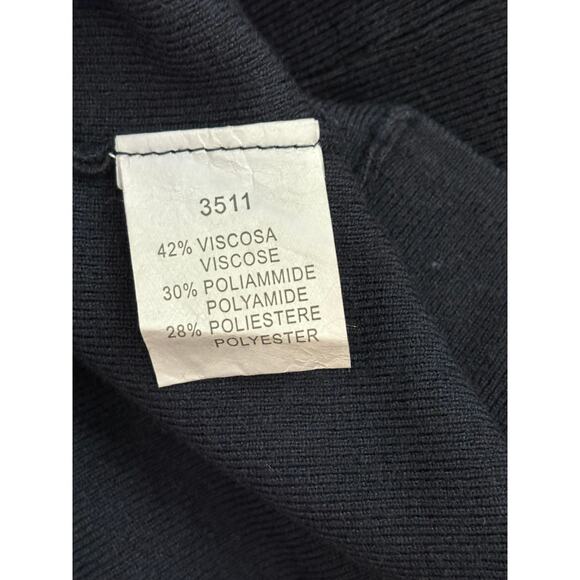 3511
42% VISCOSA
VISCOSE
30% POLIAMMIDE
POLYAMIDE
28% POLIESTERE
POLYESTER